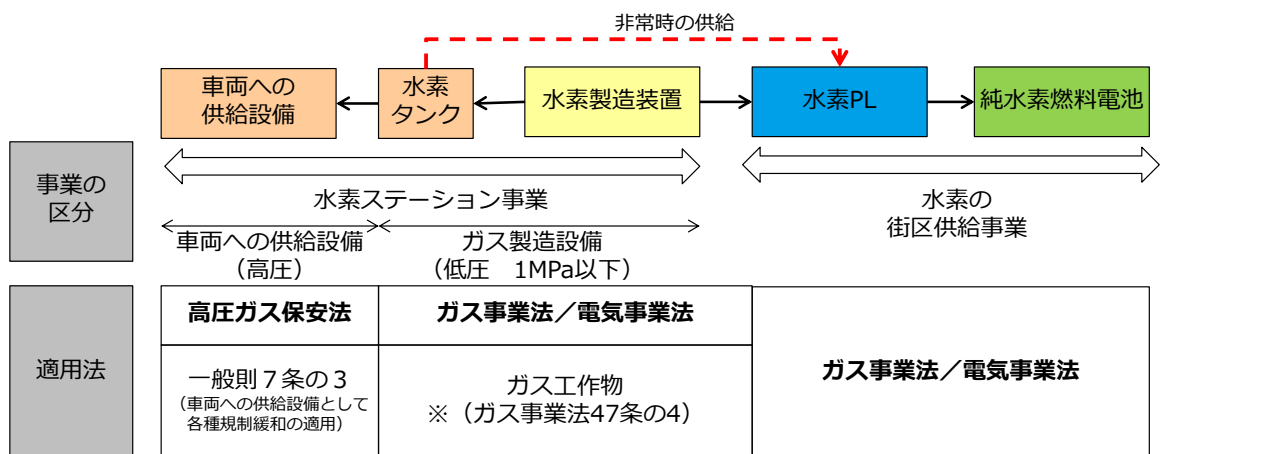 非常時の供給
車両への
供給設備
水素
タンク
水素製造装置
水素PL
純水素燃料電池
事業の
区分
水素ステーション事業
水素の
街区供給事業
車両への供給設備
（高圧）
ガス製造設備
（低圧　1MPa以下）
適用法
高圧ガス保安法
ガス事業法／電気事業法
一般則７条の３
（車両への供給設備として
各種規制緩和の適用）
ガス工作物
※（ガス事業法47条の4）
ガス事業法／電気事業法